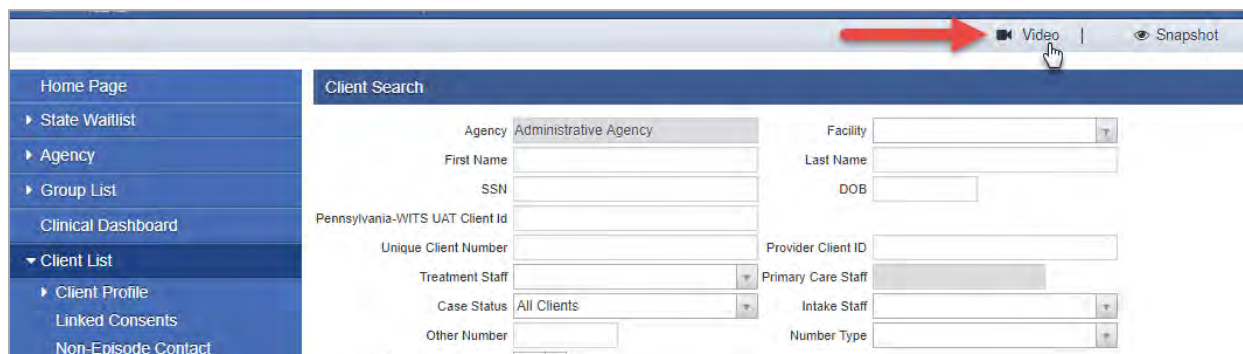 Video | Snapshot
Home Page
State Waitlist
Agency
Group List
Clinical Dashboard
Client List
Client Profile
Linked Consents
Non-Episode Contact
Client Search
Agency Administrative Agency Facility
First Name Last Name
SSN DOB
Pennsylvania-WITS UAT Client Id
Unique Client Number Provider Client ID
Treatment Staff Primary Care Staff
Case Status All Clients Intake Staff
Other Number Number Type